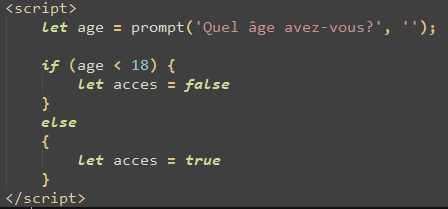 <script>
let age = prompt('Quel âge avez-vous?', '');
if (age < 18) {
let acces = false
}
else
{
let acces = true
}
</script>